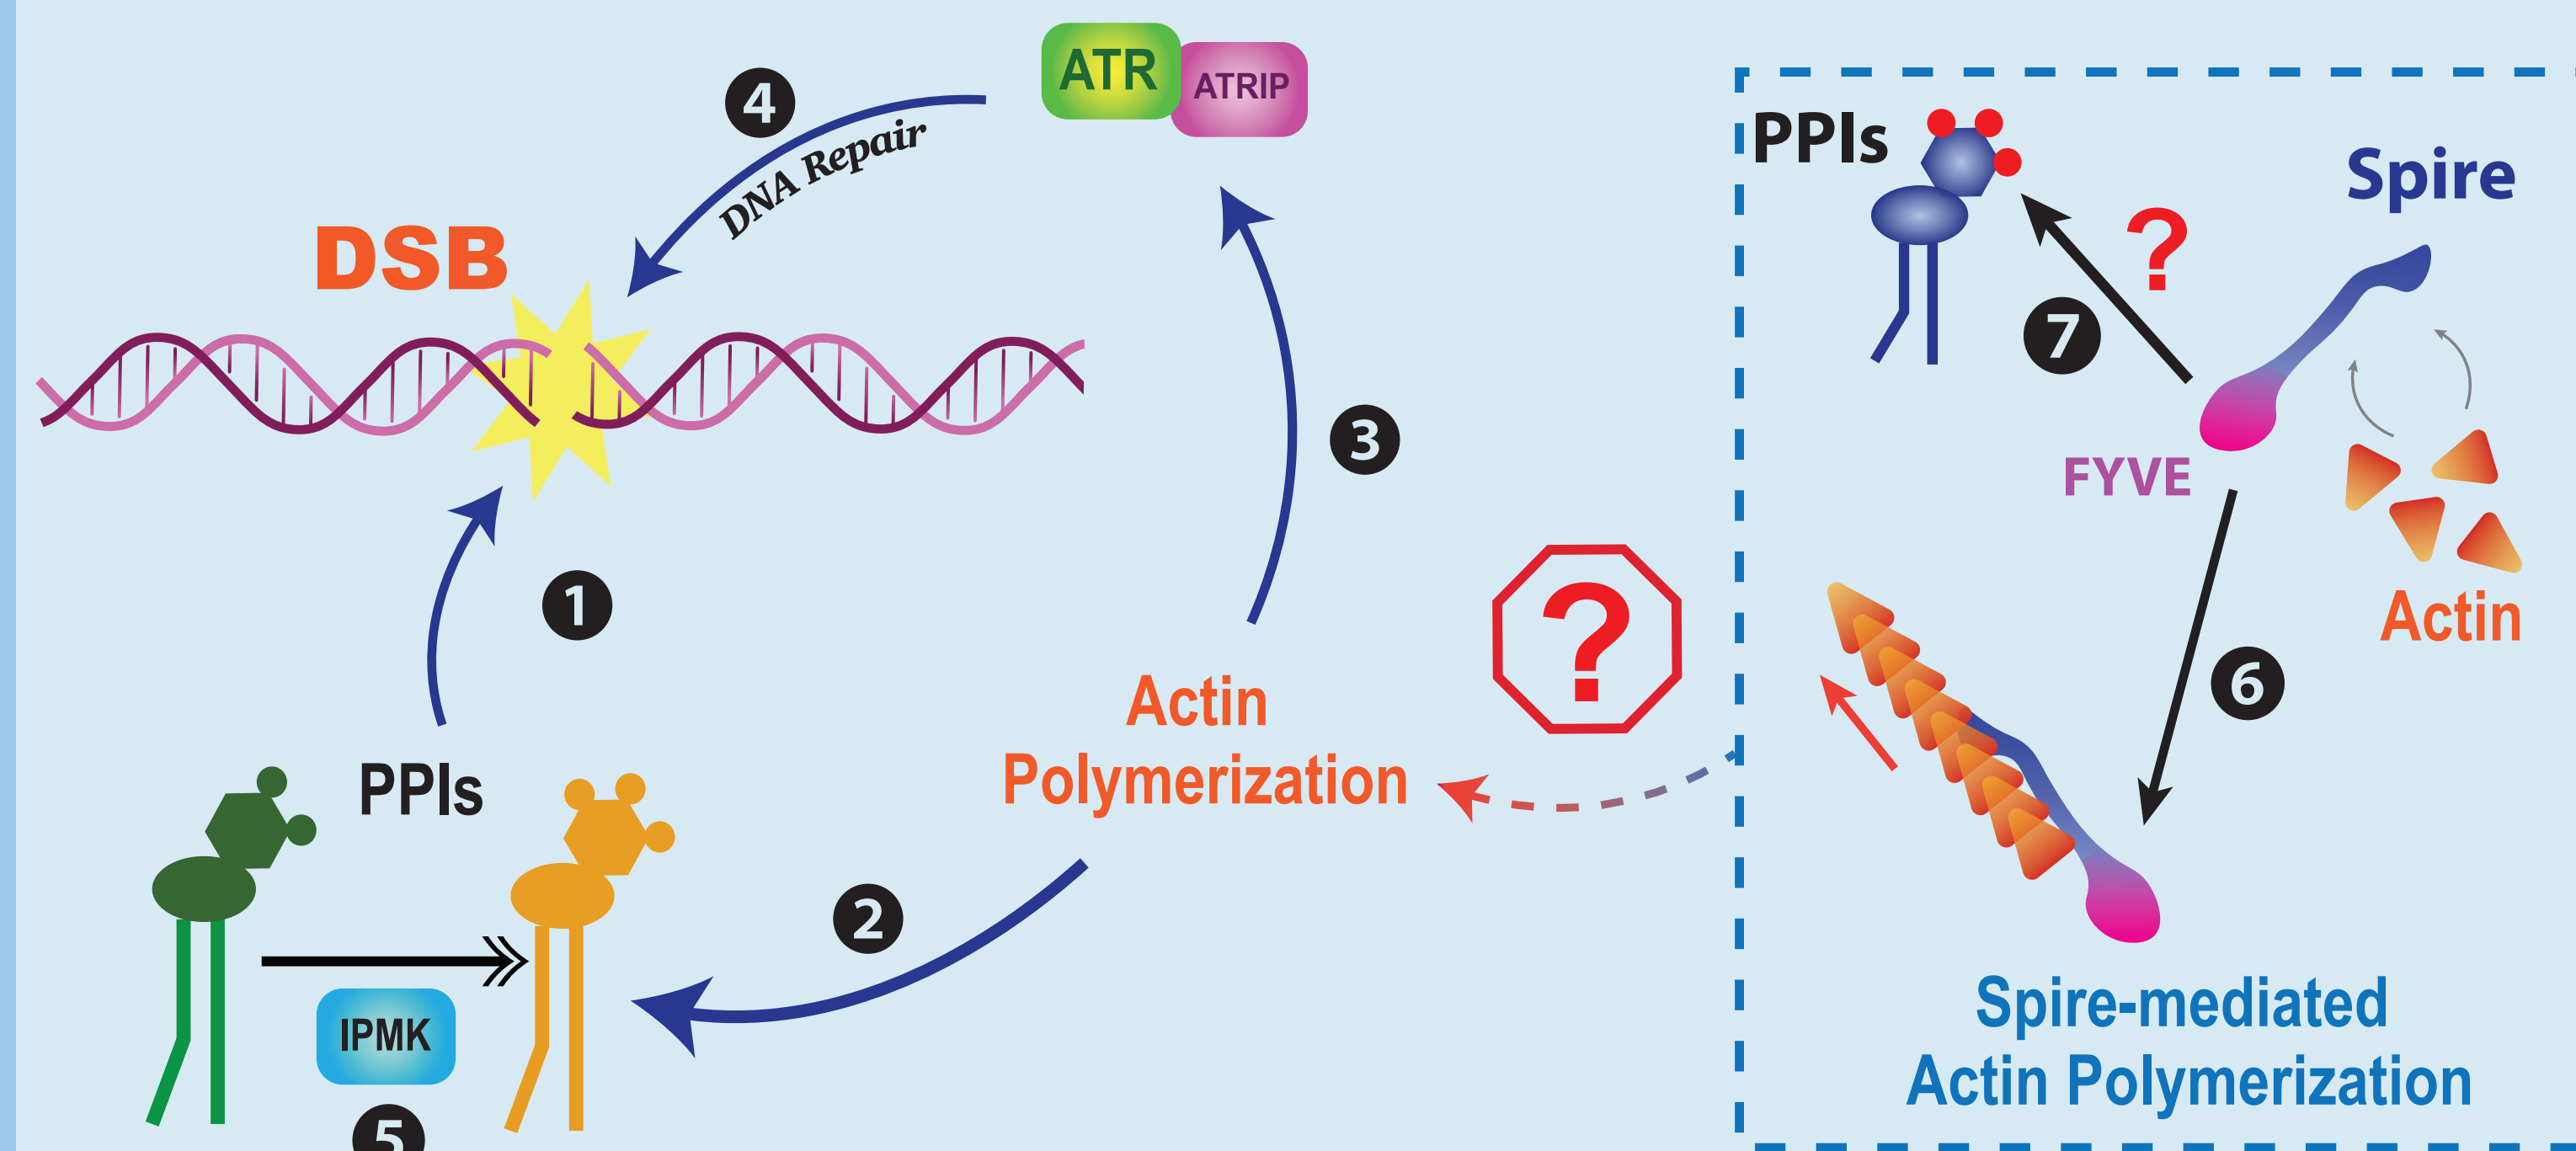 ATR
ATRIP
4
DNA Repair
DSB
3
1
PPIs
Actin
Polymerization
?
2
IPMK
5
PPIs
Spire
?
7
FYVE
Actin
6
Spire-mediated
Actin Polymerization